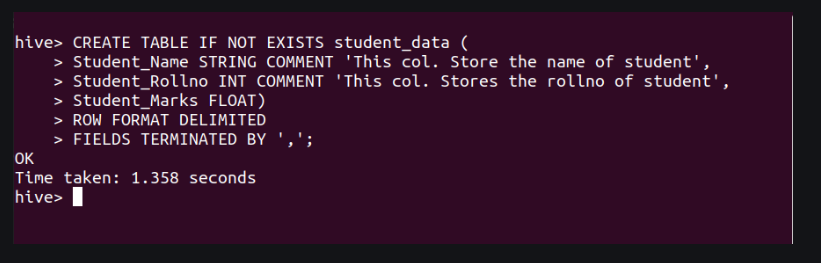 hive> CREATE TABLE IF NOT EXISTS student_data (
    > Student_Name STRING COMMENT 'This col. Store the name of student',
    > Student_Rollno INT COMMENT 'This col. Stores the rollno of student',
    > Student_Marks FLOAT)
    > ROW FORMAT DELIMITED
    > FIELDS TERMINATED BY ',';
OK
Time taken: 1.358 seconds
hive>